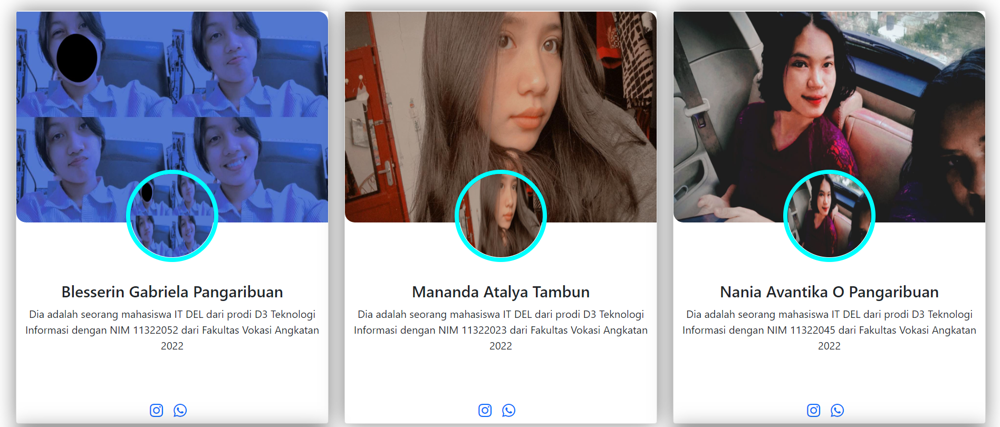 Blesserin Gabriela Pangaribuan
Dia adalah seorang mahasiswa IT DEL dari prodi D3 Teknologi
Informasi dengan NIM 11322052 dari Fakultas Vokasi Angkatan
2022
Mananda Atalya Tambun
Dia adalah seorang mahasiswa IT DEL dari prodi D3 Teknologi
Informasi dengan NIM 11322023 dari Fakultas Vokasi Angkatan
2022
Nania Avantika O Pangaribuan
Dia adalah seorang mahasiswa IT DEL dari prodi D3 Teknologi
Informasi dengan NIM 11322045 dari Fakultas Vokasi Angkatan
2022